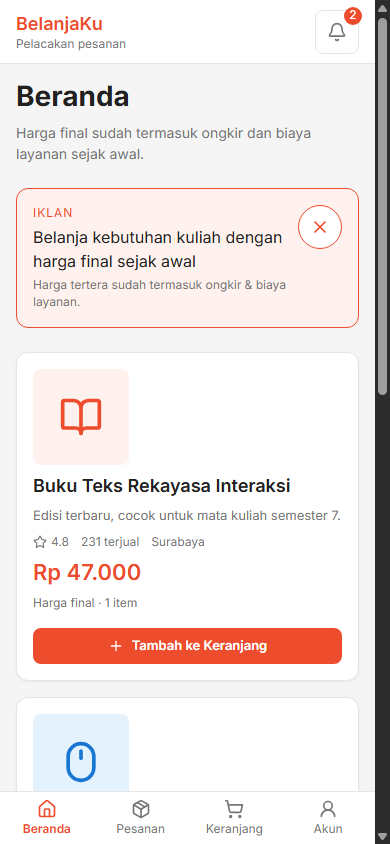 BelanjaKu
Pelacakan pesanan
2
Beranda
Harga final sudah termasuk ongkir dan biaya
layanan sejak awal.
IKLAN
Belanja kebutuhan kuliah dengan
harga final sejak awal
Harga tertera sudah termasuk ongkir & biaya
layanan.
Buku Teks Rekayasa Interaksi
Edisi terbaru, cocok untuk mata kuliah semester 7.
4.8 231 terjual Surabaya
Rp 47.000
Harga final · 1 item
Tambah ke Keranjang
Beranda Pesanan Keranjang Akun